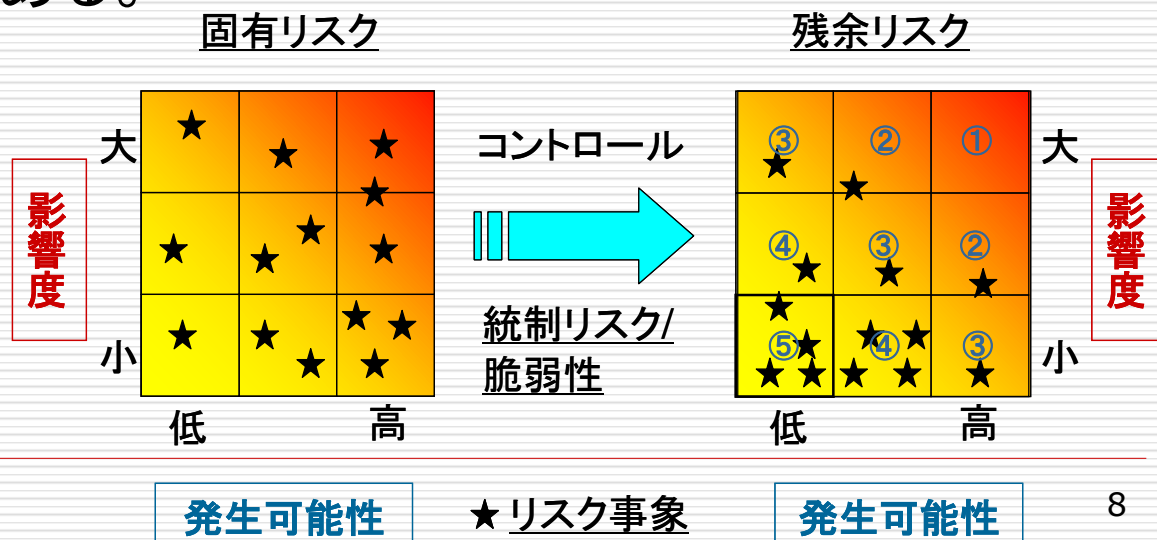 ある。
固有リスク
残余リスク
大
小
影響度
低
高
発生可能性
コントロール
統制リスク/
脆弱性
③ ② ①
④ ③ ②
⑤ ④ ③
大
小
影響度
低
高
発生可能性
★リスク事象
8